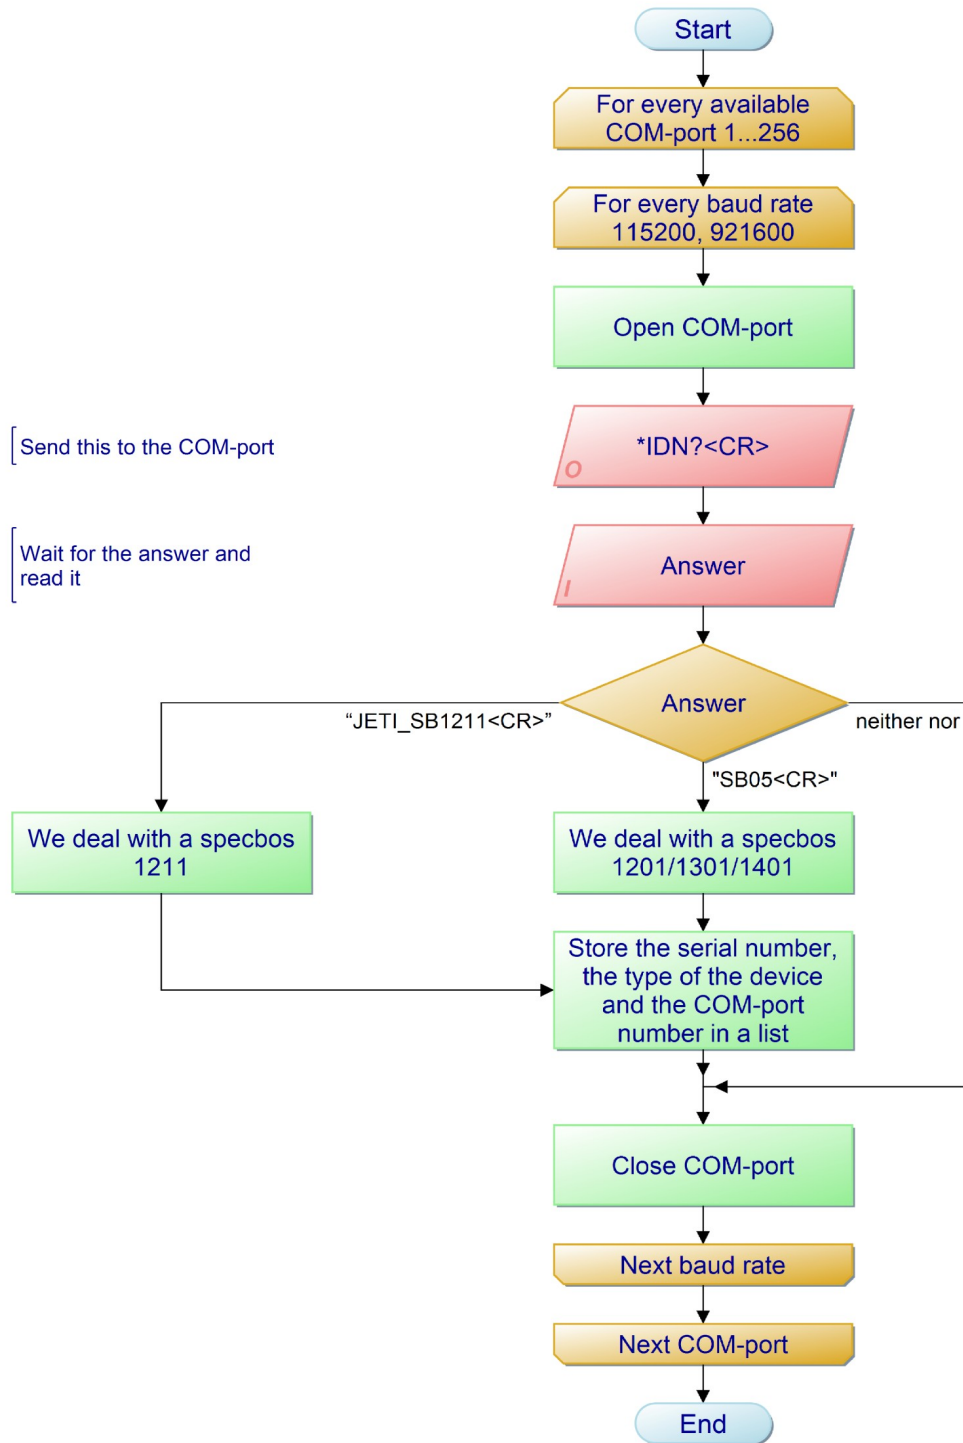 Start
For every available
COM-port 1...256
For every baud rate
115200, 921600
Open COM-port
Send this to the COM-port
*IDN?<CR>
O
Wait for the answer and
read it
Answer
I
Answer
“JETI_SB1211<CR>”
neither nor
"SB05<CR>"
We deal with a specbos
1211
We deal with a specbos
1201/1301/1401
Store the serial number,
the type of the device
and the COM-port
number in a list
Close COM-port
Next baud rate
Next COM-port
End